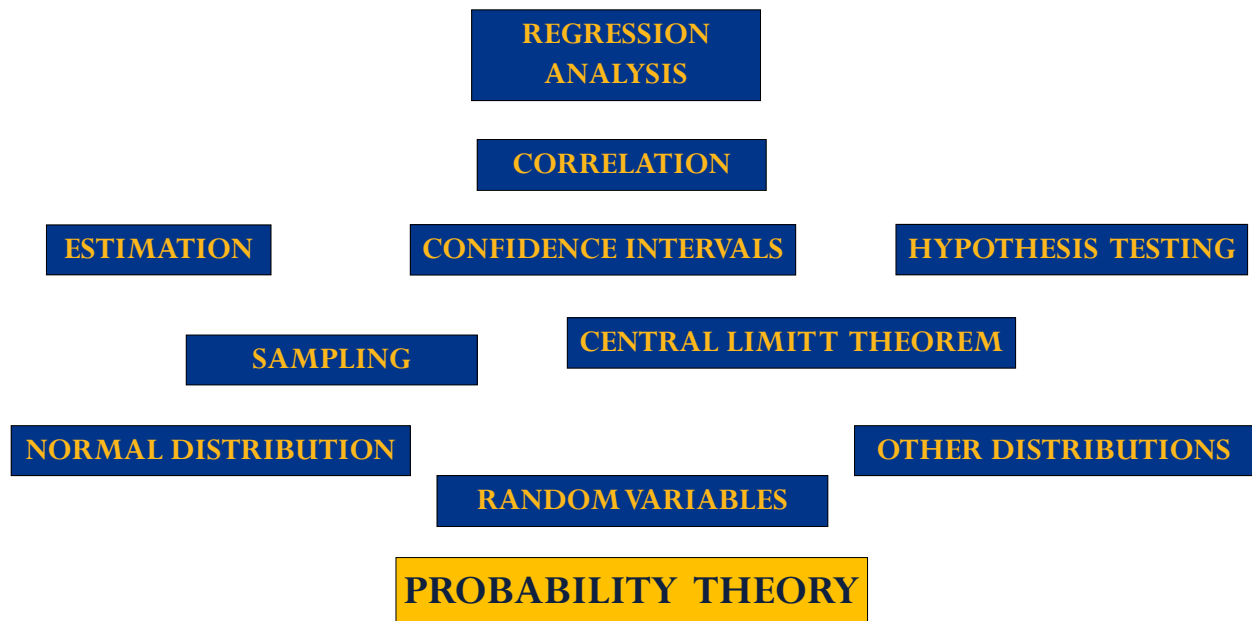 REGRESSION
ANALYSIS
CORRELATION
ESTIMATION
CONFIDENCE INTERVALS
HYPOTHESIS TESTING
SAMPLING
CENTRAL LIMITT THEOREM
NORMAL DISTRIBUTION
OTHER DISTRIBUTIONS
RANDOM VARIABLES
PROBABILITY THEORY